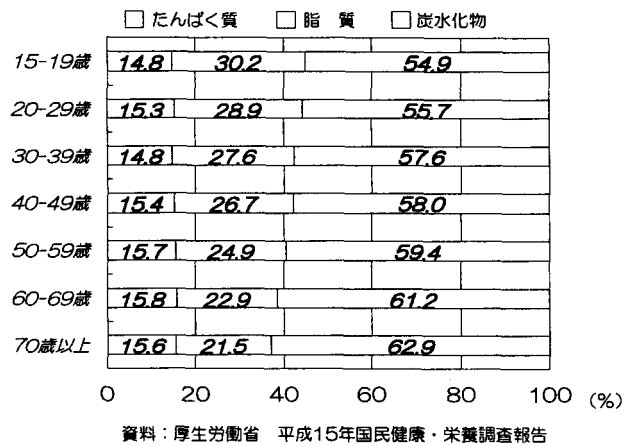 たんぱく質 脂 質 炭水化物
15-19歳 14.8 30.2 54.9
20-29歳 15.3 28.9 55.7
30-39歳 14.8 27.6 57.6
40-49歳 15.4 26.7 58.0
50-59歳 15.7 24.9 59.4
60-69歳 15.8 22.9 61.2
70歳以上 15.6 21.5 62.9
0 20 40 60 80 100 (%)
資料：厚生労働省 平成15年国民健康・栄養調査報告